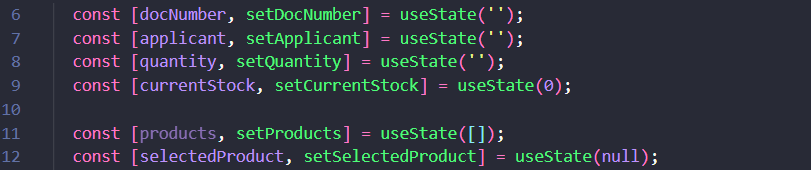 6 const [docNumber, setDocNumber] = useState('');
7 const [applicant, setApplicant] = useState('');
8 const [quantity, setQuantity] = useState('');
9 const [currentStock, setCurrentStock] = useState(0);
10
11 const [products, setProducts] = useState([]);
12 const [selectedProduct, setSelectedProduct] = useState(null);